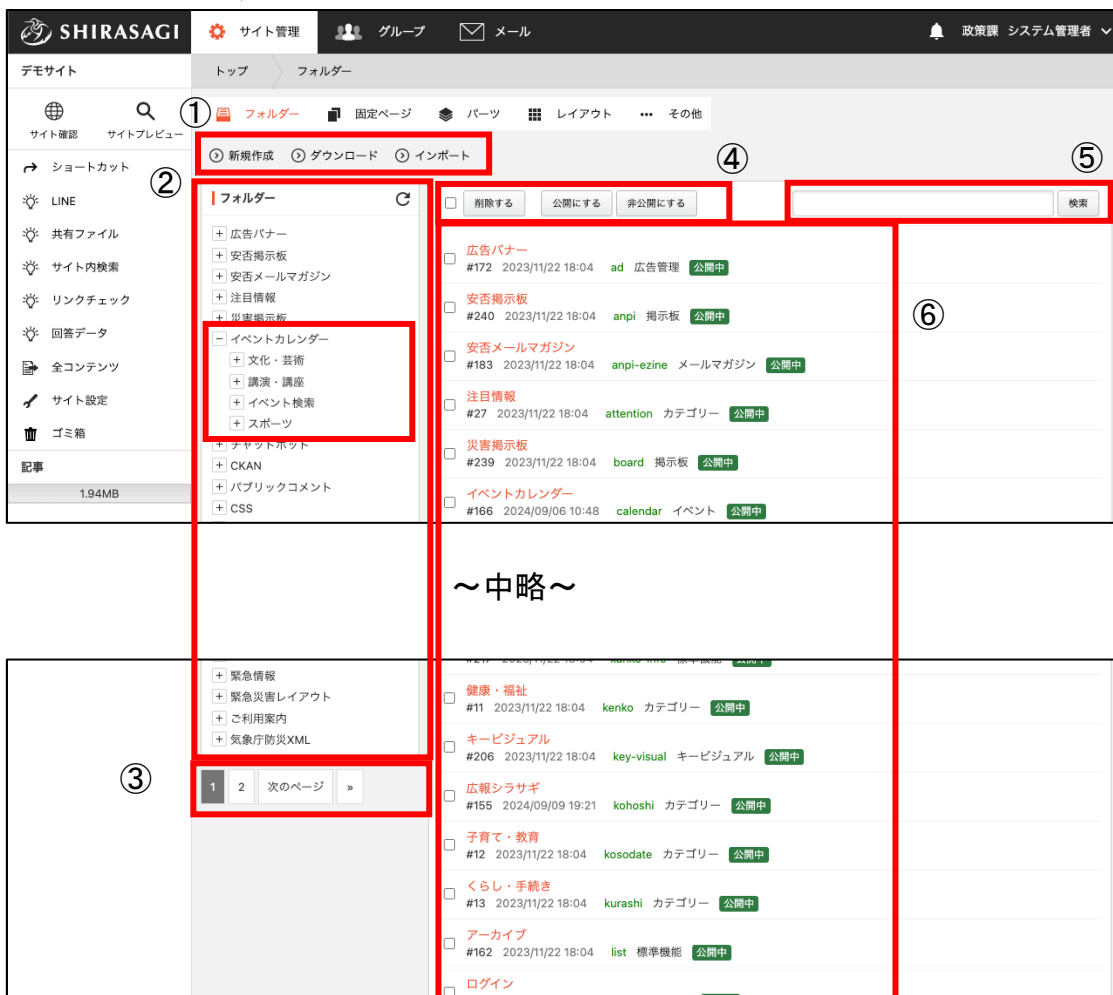 SHIRASAGI サイト管理 グループ メール 政策課 システム管理者
デモサイト トップ フォルダー
サイト確認 サイトプレビュー
① フォルダー 固定ページ パーツ レイアウト ••• その他
新規作成 ダウンロード インポート
② ④ ⑤
ショートカット
LINE
共有ファイル
サイト内検索
リンクチェック
回答データ
全コンテンツ
サイト設定
ゴミ箱
記事
1.94MB
フォルダー
広告バナー
安否掲示板
安否メールマガジン
注目情報
災害掲示板
イベントカレンダー
文化・芸術
講演・講座
イベント検索
スポーツ
チャットボット
CKAN
パブリックコメント
CSS
削除する 公開にする 非公開にする 検索
広告バナー
#172 2023/11/22 18:04 ad 広告管理 公開中
安否掲示板
#240 2023/11/22 18:04 anpi 掲示板 公開中
⑥
安否メールマガジン
#183 2023/11/22 18:04 anpi-ezine メールマガジン 公開中
注目情報
#27 2023/11/22 18:04 attention カテゴリー 公開中
災害掲示板
#239 2023/11/22 18:04 board 掲示板 公開中
イベントカレンダー
#166 2024/09/06 10:48 calendar イベント 公開中
〜中略〜
緊急情報
緊急災害レイアウト
ご利用案内
気象庁防災XML
③
1 2 次のページ »
健康・福祉
#11 2023/11/22 18:04 kenko カテゴリー 公開中
キービジュアル
#206 2023/11/22 18:04 key-visual キービジュアル 公開中
広報シラサギ
#155 2024/09/09 19:21 kohoshi カテゴリー 公開中
子育て・教育
#12 2023/11/22 18:04 kosodate カテゴリー 公開中
くらし・手続き
#13 2023/11/22 18:04 kurashi カテゴリー 公開中
アーカイブ
#162 2023/11/22 18:04 list 標準機能 公開中
ログイン